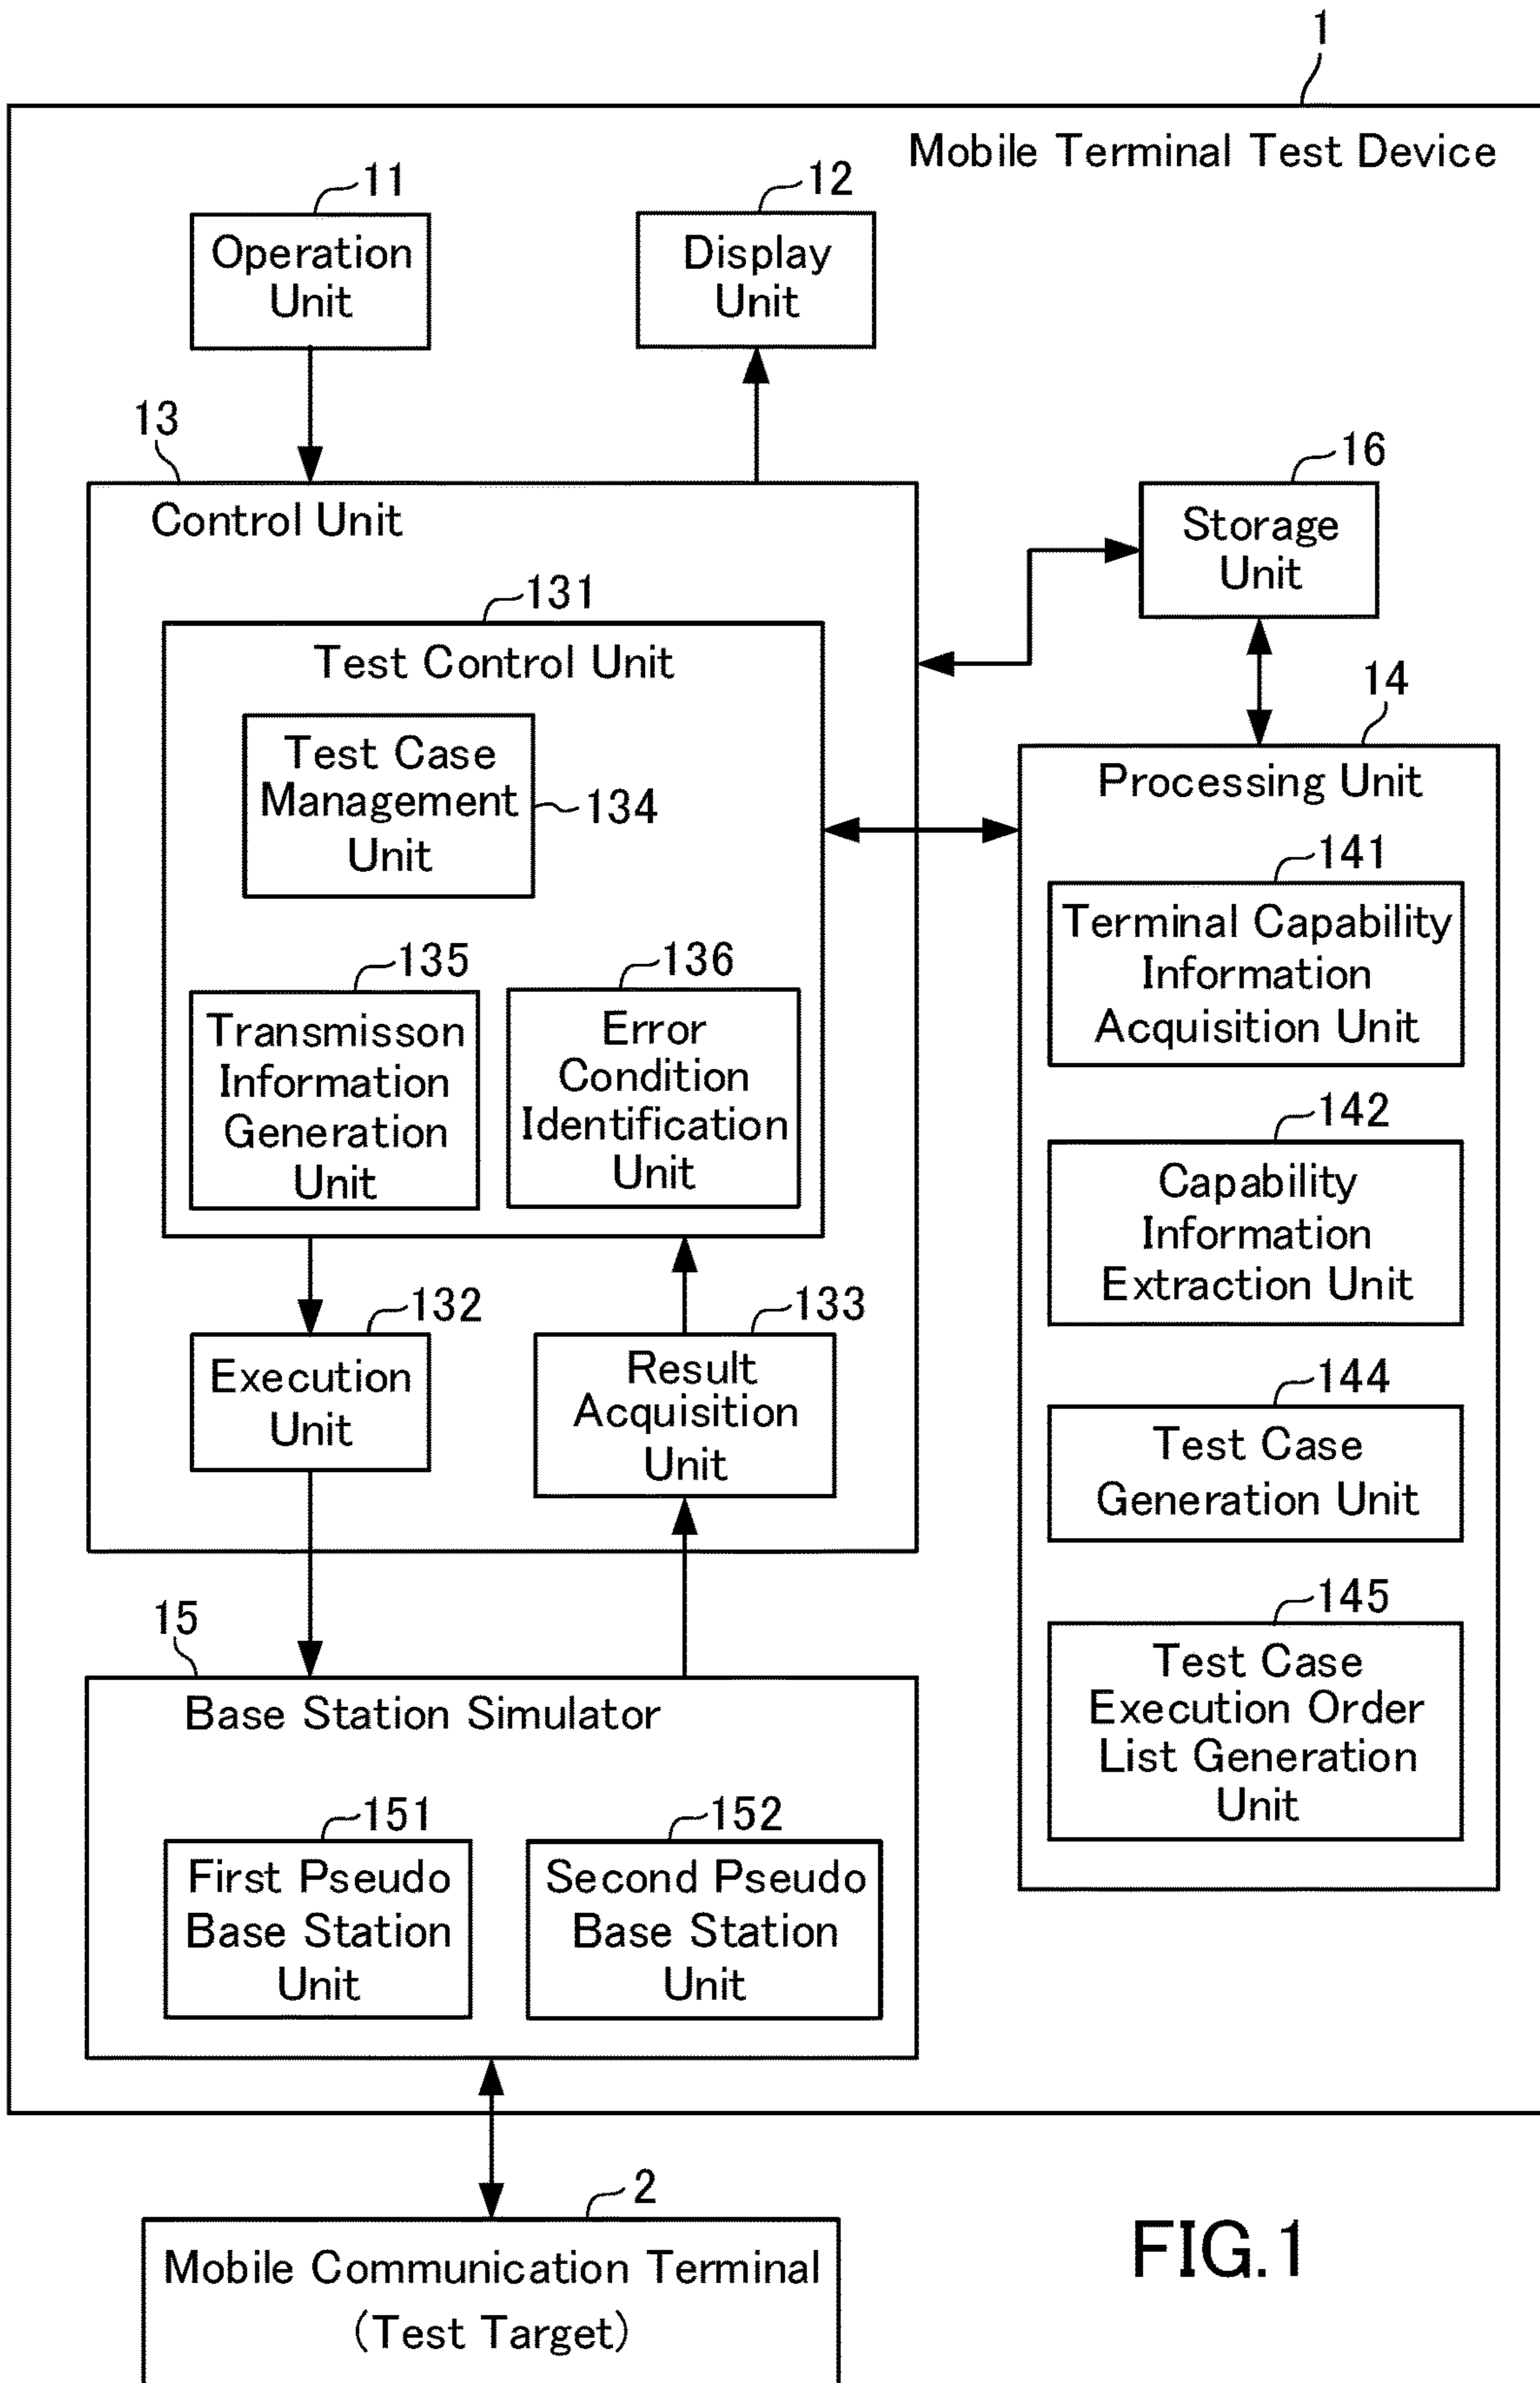 1
Mobile Terminal Test Device
11
Operation
Unit
12
Display
Unit
13
Control Unit
16
Storage
Unit
131
Test Control Unit
Test Case
Management
Unit
134
135
Transmisson
Information
Generation
Unit
136
Error
Condition
Identification
Unit
132
Execution
Unit
133
Result
Acquisition
Unit
14
Processing Unit
141
Terminal Capability
Information
Acquisition Unit
142
Capability
Information
Extraction Unit
144
Test Case
Generation Unit
145
Test Case
Execution Order
List Generation
Unit
15
Base Station Simulator
151
First Pseudo
Base Station
Unit
152
Second Pseudo
Base Station
Unit
2
Mobile Communication Terminal
(Test Target)
FIG.1